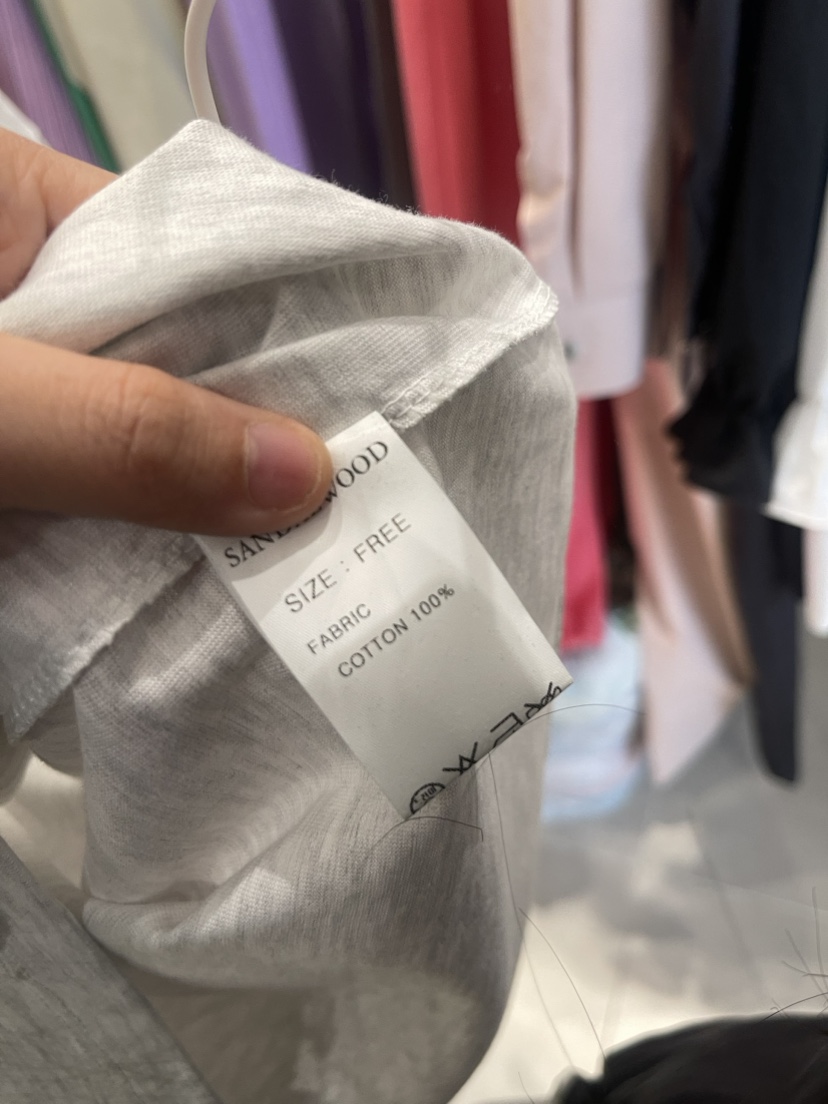 SIZE : FREE
FABRIC
COTTON 100%